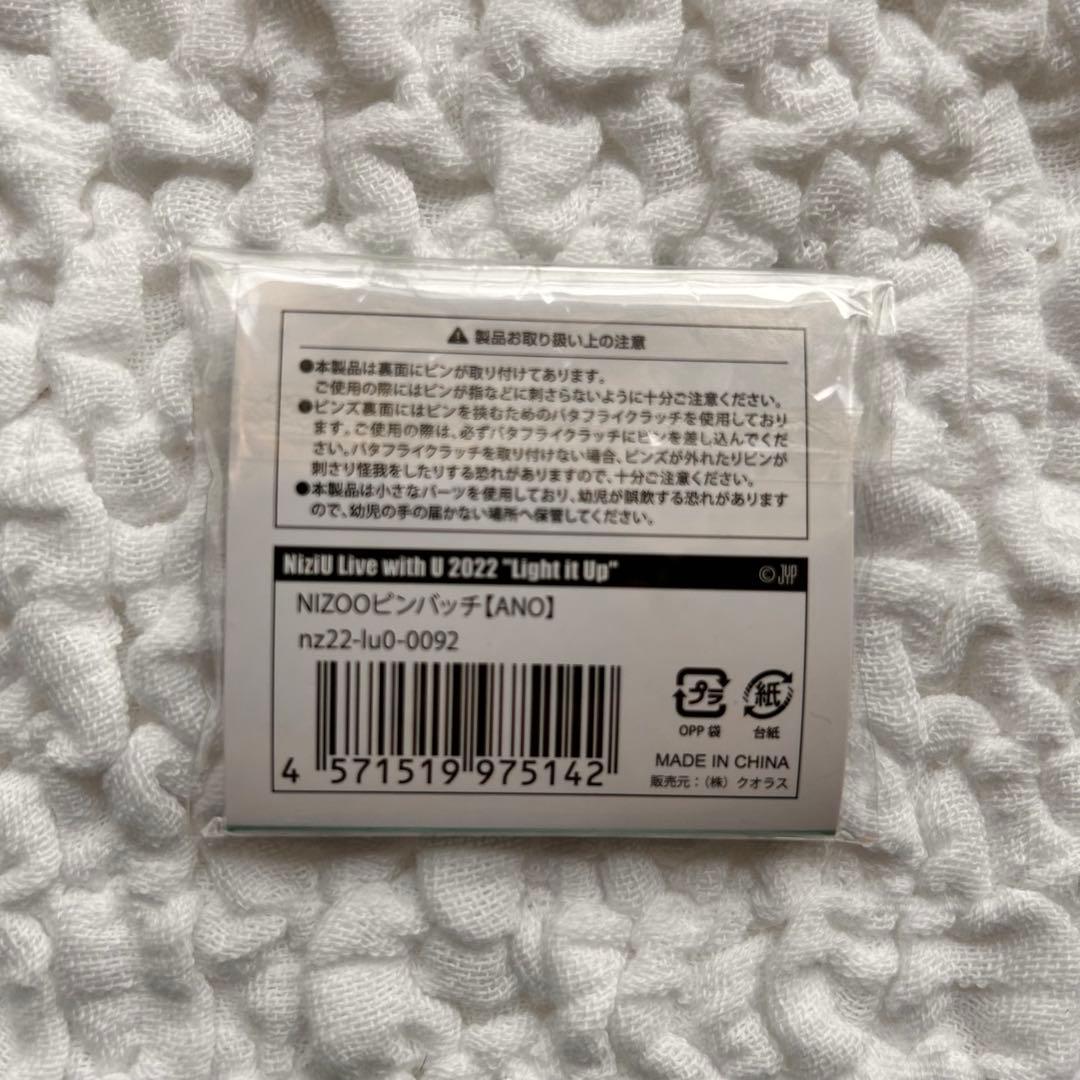 ⚠ 製品お取り扱い上の注意
●本製品は裏面にピンが取り付けてあります。
ご使用の際にはピンが指などに刺さらないように十分ご注意ください。
●ピンズ裏面にはピンを挟むためのバタフライクラッチを使用しており
ます。ご使用の際は、必ずバタフライクラッチにピンを差し込んでくだ
さい。バタフライクラッチを取り付けない場合、ピンズが外れたりピンが
刺さり怪我をしたりする恐れがありますので、十分ご注意ください。
●本製品は小さなパーツを使用しており、幼児が誤飲する恐れがあります
ので、幼児の手の届かない場所へ保管してください。
NiziU Live with U 2022 "Light it Up"
© JYP
NIZOOピンバッチ【ANO】
nz22-lu0-0092
4 571519 975142
プラ
OPP 袋
紙
台紙
MADE IN CHINA
販売元：（株）クオラス